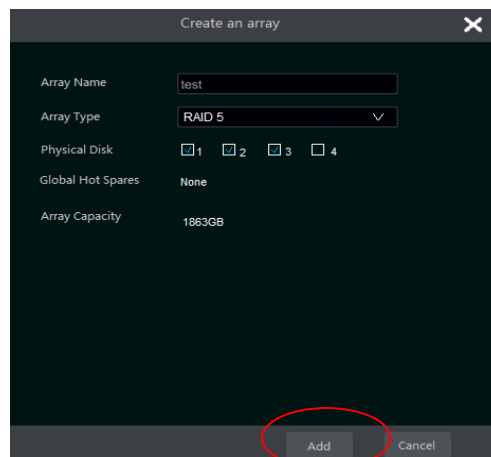 Create an array
Array Name test
Array Type RAID 5
Physical Disk 1 2 3 4
Global Hot Spares None
Array Capacity 1863GB
Add Cancel